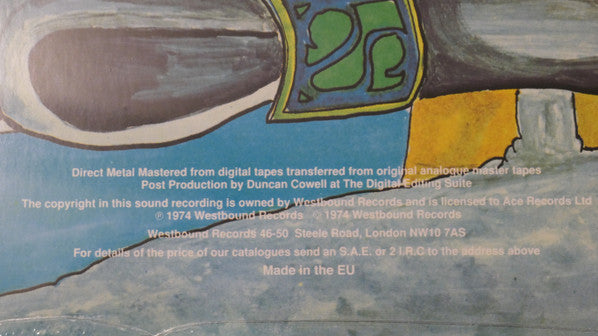 Direct Metal Mastered from digital tapes transferred from original analogue master tapes
Post Production by Duncan Cowell at The Digital Editing Suite
The copyright in this sound recording is owned by Westbound Records and is licensed to Ace Records Ltd
℗ 1974 Westbound Records © 1974 Westbound Records
Westbound Records 46-50 Steele Road, London NW10 7AS
For details of the price of our catalogues send an S.A.E. or 2 I.R.C to the address above
Made in the EU